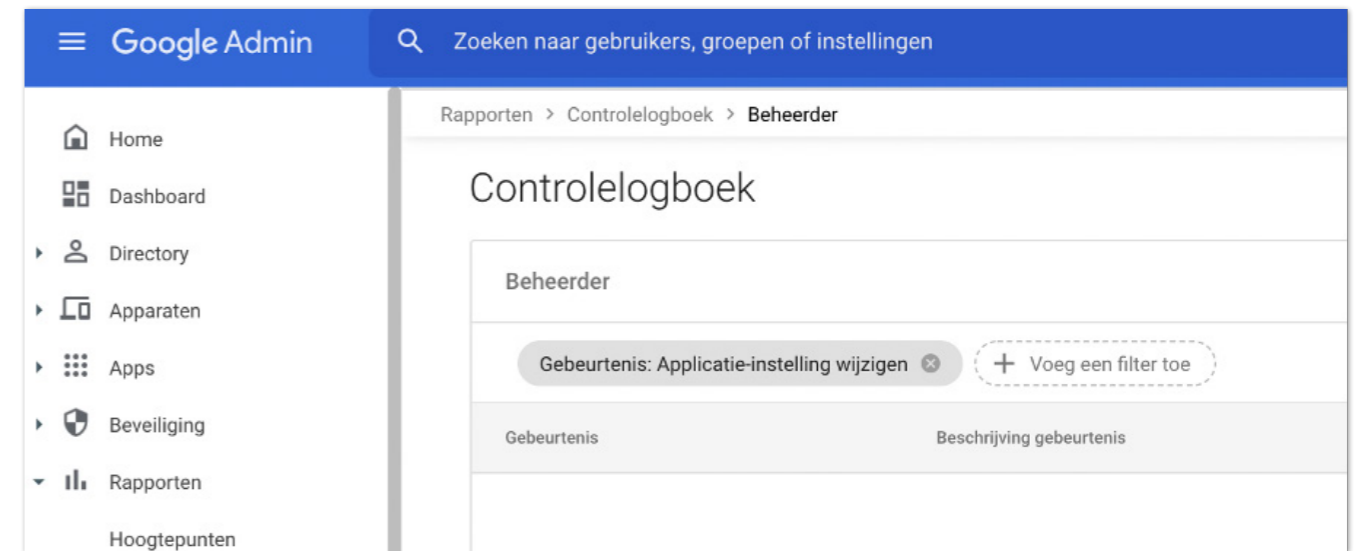 Google Admin
Zoeken naar gebruikers, groepen of instellingen
Rapporten > Controlelogboek > Beheerder
Home
Dashboard
Directory
Apparaten
Apps
Beveiliging
Rapporten
Hoogtepunten
Controlelogboek
Beheerder
Gebeurtenis: Applicatie-instelling wijzigen
+ Voeg een filter toe
Gebeurtenis
Beschrijving gebeurtenis